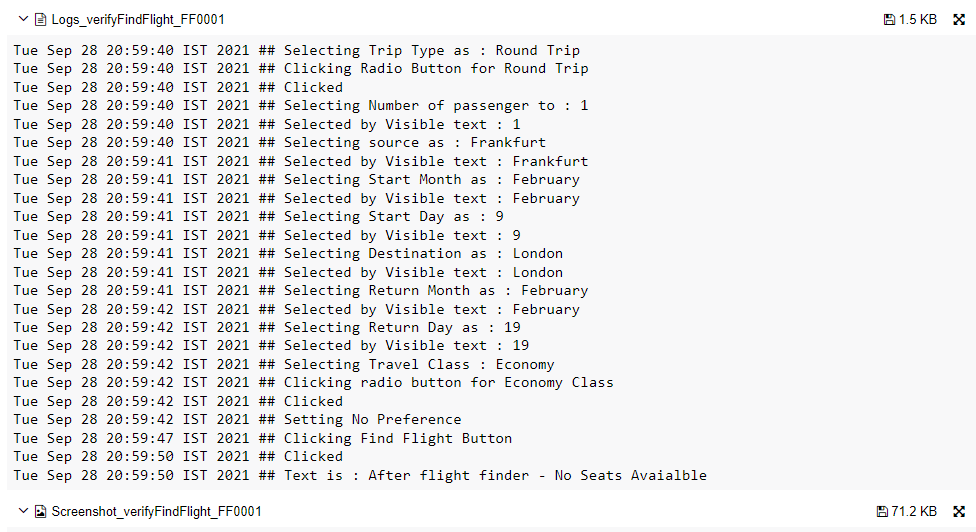 Logs_verifyFindFlight_FF0001 1.5 KB
Tue Sep 28 20:59:40 IST 2021 ## Selecting Trip Type as : Round Trip
Tue Sep 28 20:59:40 IST 2021 ## Clicking Radio Button for Round Trip
Tue Sep 28 20:59:40 IST 2021 ## Clicked
Tue Sep 28 20:59:40 IST 2021 ## Selecting Number of passenger to : 1
Tue Sep 28 20:59:40 IST 2021 ## Selected by Visible text : 1
Tue Sep 28 20:59:40 IST 2021 ## Selecting source as : Frankfurt
Tue Sep 28 20:59:41 IST 2021 ## Selected by Visible text : Frankfurt
Tue Sep 28 20:59:41 IST 2021 ## Selecting Start Month as : February
Tue Sep 28 20:59:41 IST 2021 ## Selected by Visible text : February
Tue Sep 28 20:59:41 IST 2021 ## Selecting Start Day as : 9
Tue Sep 28 20:59:41 IST 2021 ## Selected by Visible text : 9
Tue Sep 28 20:59:41 IST 2021 ## Selecting Destination as : London
Tue Sep 28 20:59:41 IST 2021 ## Selected by Visible text : London
Tue Sep 28 20:59:41 IST 2021 ## Selecting Return Month as : February
Tue Sep 28 20:59:42 IST 2021 ## Selected by Visible text : February
Tue Sep 28 20:59:42 IST 2021 ## Selecting Return Day as : 19
Tue Sep 28 20:59:42 IST 2021 ## Selected by Visible text : 19
Tue Sep 28 20:59:42 IST 2021 ## Selecting Travel Class : Economy
Tue Sep 28 20:59:42 IST 2021 ## Clicking radio button for Economy Class
Tue Sep 28 20:59:42 IST 2021 ## Clicked
Tue Sep 28 20:59:42 IST 2021 ## Setting No Preference
Tue Sep 28 20:59:47 IST 2021 ## Clicking Find Flight Button
Tue Sep 28 20:59:50 IST 2021 ## Clicked
Tue Sep 28 20:59:50 IST 2021 ## Text is : After flight finder - No Seats Avaialble
Screenshot_verifyFindFlight_FF0001 71.2 KB